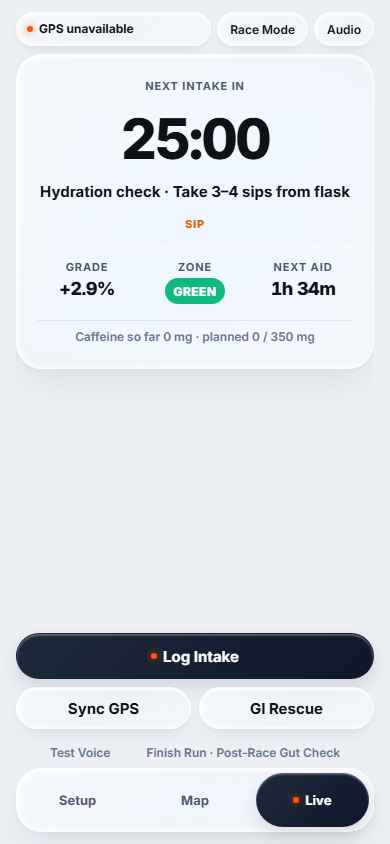 GPS unavailable
Race Mode
Audio
NEXT INTAKE IN
25:00
Hydration check · Take 3–4 sips from flask
SIP
GRADE
ZONE
NEXT AID
+2.9%
GREEN
1h 34m
Caffeine so far 0 mg · planned 0 / 350 mg
Log Intake
Sync GPS
GI Rescue
Test Voice
Finish Run · Post-Race Gut Check
Setup
Map
Live